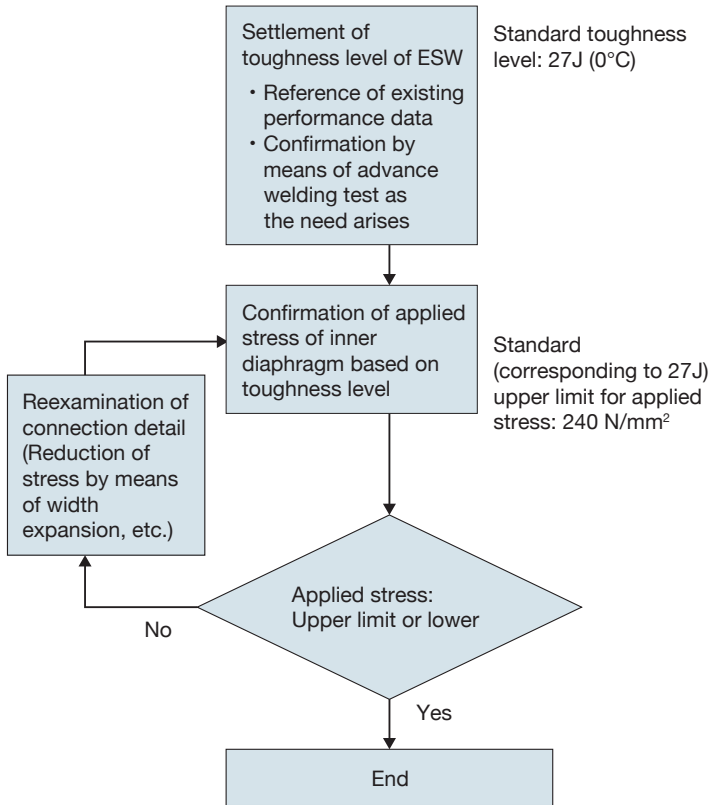 Settlement of
toughness level of ESW
・Reference of existing
performance data
・Confirmation by
means of advance
welding test as
the need arises
Standard toughness
level: 27J (0°C)
Confirmation of applied
stress of inner
diaphragm based on
toughness level
Standard
(corresponding to 27J)
upper limit for applied
stress: 240 N/mm²
Reexamination of
connection detail
(Reduction of
stress by means
of width
expansion, etc.)
Applied stress:
Upper limit or lower
No
Yes
End